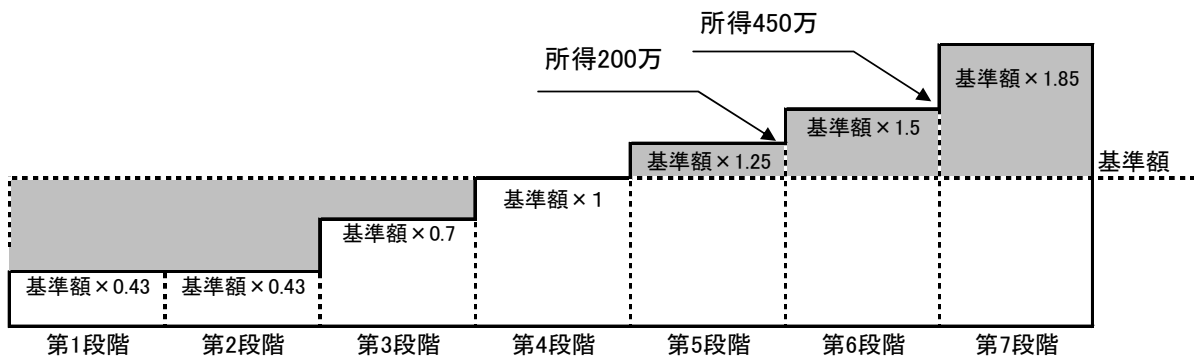 所得450万
所得200万
基準額×1.85
基準額×1.5
基準額×1.25
基準額
基準額×1
基準額×0.7
基準額×0.43
基準額×0.43
第1段階
第2段階
第3段階
第4段階
第5段階
第6段階
第7段階